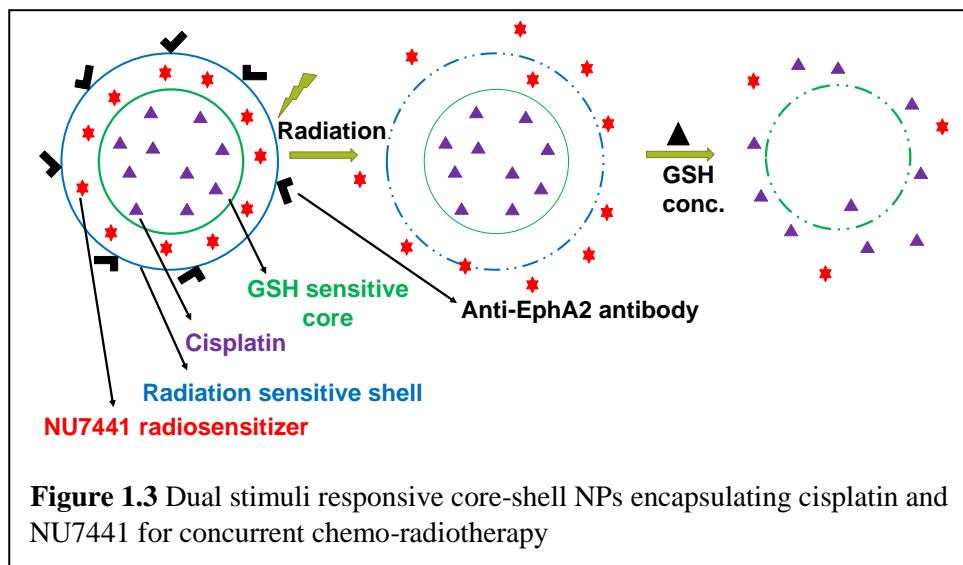 Radiation
GSH
conc.
GSH sensitive
core
Anti-EphA2 antibody
Cisplatin
Radiation sensitive shell
NU7441 radiosensitizer
Figure 1.3 Dual stimuli responsive core-shell NPs encapsulating cisplatin and
NU7441 for concurrent chemo-radiotherapy